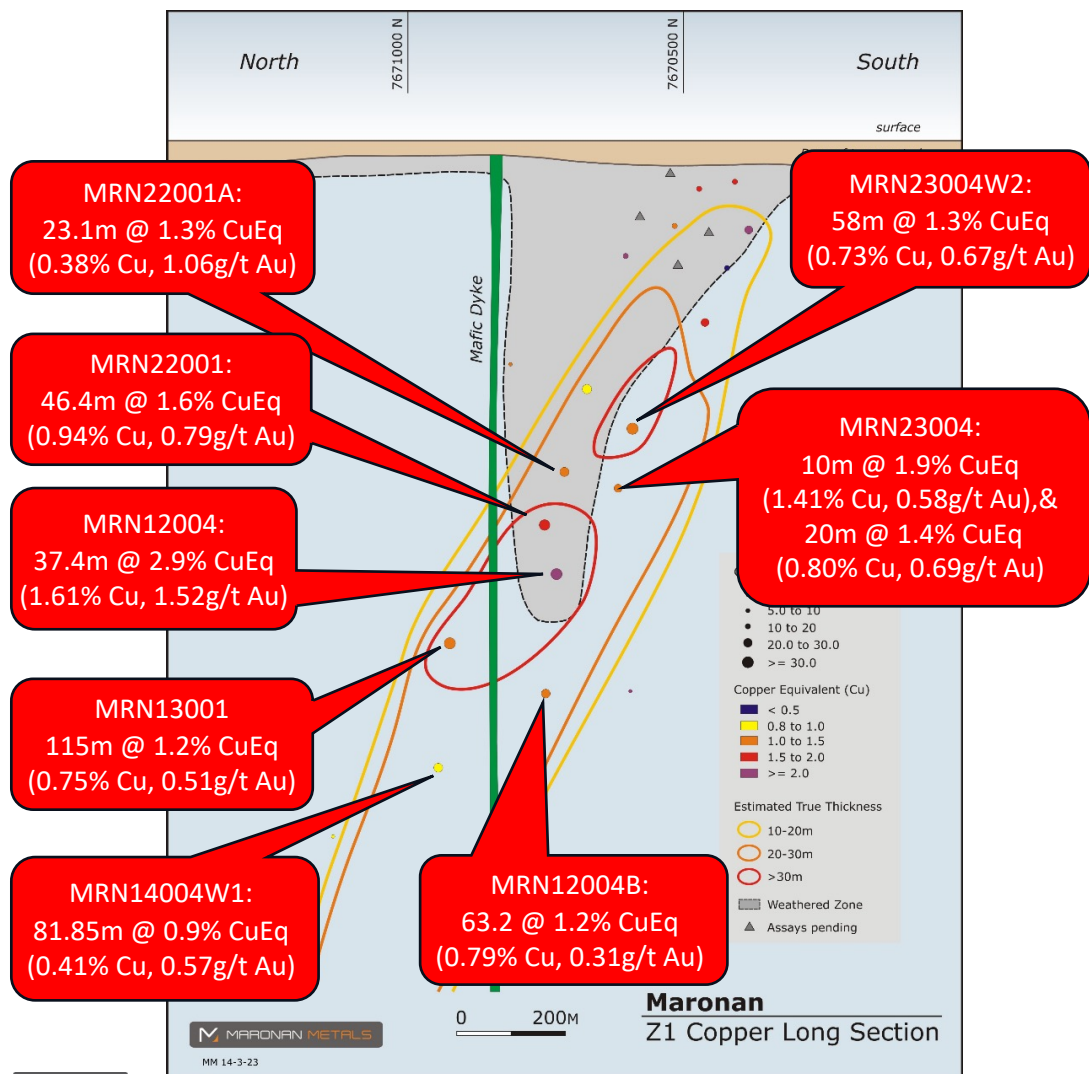 North
7671000 N
7670500 N
South
surface
MRN22001A:
23.1m @ 1.3% CuEq
(0.38% Cu, 1.06g/t Au)
MRN23004W2:
58m @ 1.3% CuEq
(0.73% Cu, 0.67g/t Au)
Mafic Dyke
MRN22001:
46.4m @ 1.6% CuEq
(0.94% Cu, 0.79g/t Au)
MRN23004:
10m @ 1.9% CuEq
(1.41% Cu, 0.58g/t Au),&
20m @ 1.4% CuEq
(0.80% Cu, 0.69g/t Au)
MRN12004:
37.4m @ 2.9% CuEq
(1.61% Cu, 1.52g/t Au)
MRN13001
115m @ 1.2% CuEq
(0.75% Cu, 0.51g/t Au)
MRN14004W1:
81.85m @ 0.9% CuEq
(0.41% Cu, 0.57g/t Au)
MRN12004B:
63.2 @ 1.2% CuEq
(0.79% Cu, 0.31g/t Au)
5.0 to 10
10 to 20
20.0 to 30.0
>= 30.0
Copper Equivalent (Cu)
< 0.5
0.8 to 1.0
1.0 to 1.5
1.5 to 2.0
>= 2.0
Estimated True Thickness
10-20m
20-30m
>30m
Weathered Zone
Assays pending
MARONAN METALS
MM 14-3-23
0 200M
Maronan
Z1 Copper Long Section